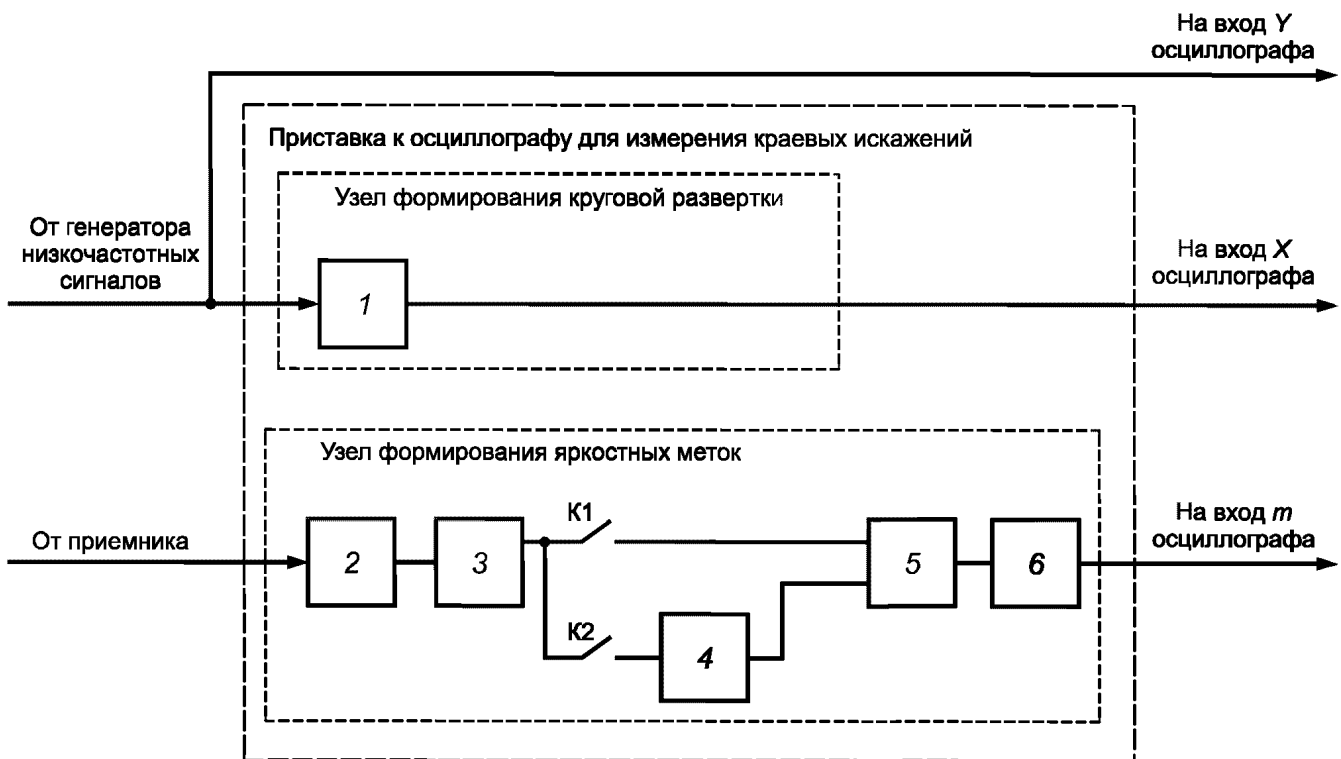 На вход Y
осциллографа
Приставка к осциллографу для измерения краевых искажений
Узел формирования круговой развертки
От генератора
низкочастотных
сигналов
1
На вход X
осциллографа
Узел формирования яркостных меток
От приемника
2
3
К1
К2
4
5
6
На вход m
осциллографа